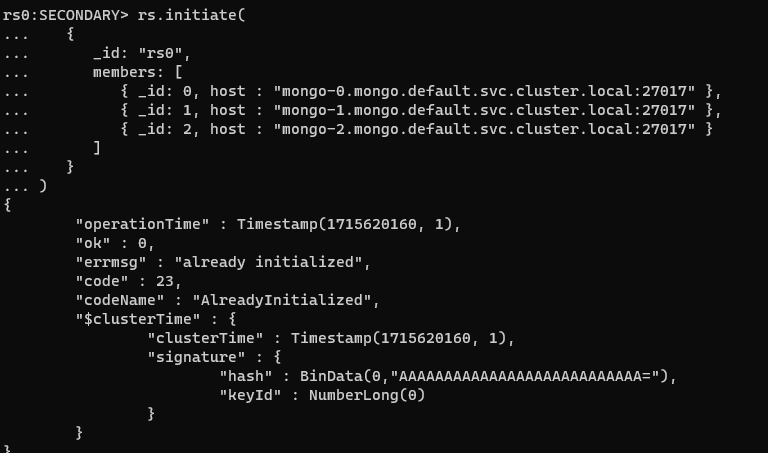 rs0:SECONDARY> rs.initiate(
...    {
...       _id: "rs0",
...       members: [
...          { _id: 0, host : "mongo-0.mongo.default.svc.cluster.local:27017" },
...          { _id: 1, host : "mongo-1.mongo.default.svc.cluster.local:27017" },
...          { _id: 2, host : "mongo-2.mongo.default.svc.cluster.local:27017" }
...       ]
...    }
... )
{
        "operationTime" : Timestamp(1715620160, 1),
        "ok" : 0,
        "errmsg" : "already initialized",
        "code" : 23,
        "codeName" : "AlreadyInitialized",
        "$clusterTime" : {
                "clusterTime" : Timestamp(1715620160, 1),
                "signature" : {
                        "hash" : BinData(0,"AAAAAAAAAAAAAAAAAAAAAAAAAAA="),
                        "keyId" : NumberLong(0)
                }
        }
}